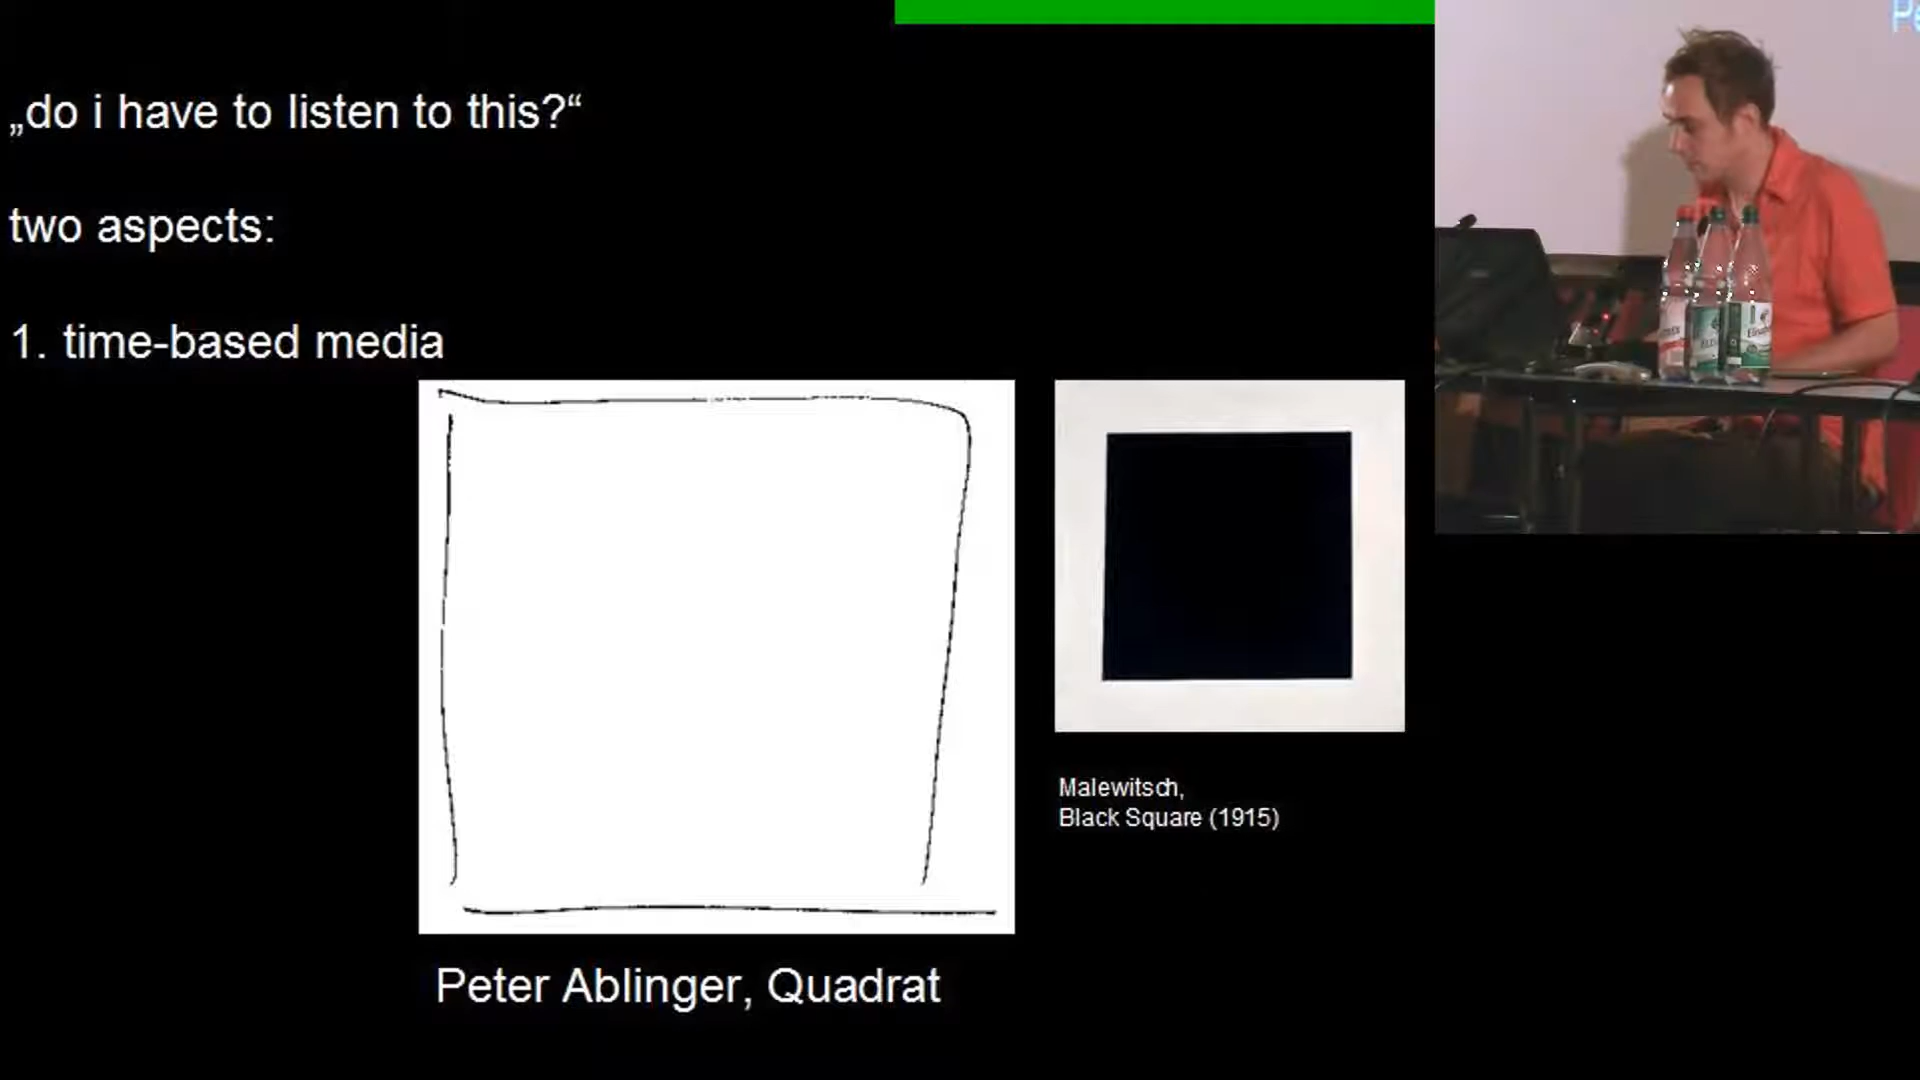 „do i have to listen to this?“
two aspects:
1. time-based media
Malewitsch,
Black Square (1915)
Peter Ablinger, Quadrat